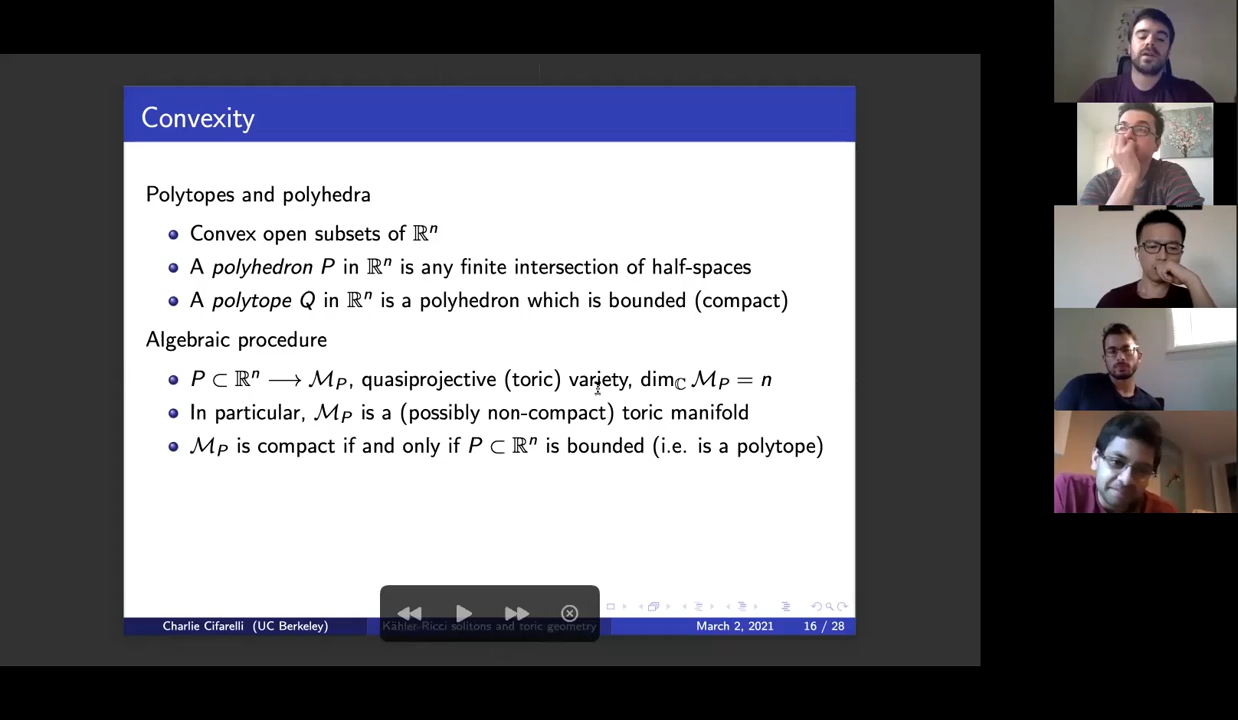 Convexity
Polytopes and polyhedra
Convex open subsets of ℝⁿ
A polyhedron P in ℝⁿ is any finite intersection of half-spaces
A polytope Q in ℝⁿ is a polyhedron which is bounded (compact)
Algebraic procedure
P ⊂ ℝⁿ ⟶ ℳ_P, quasiprojective (toric) variety, dim_ℂ ℳ_P = n
In particular, ℳ_P is a (possibly non-compact) toric manifold
ℳ_P is compact if and only if P ⊂ ℝⁿ is bounded (i.e. is a polytope)
Charlie Cifarelli (UC Berkeley) Kähler-Ricci solitons and toric geometry March 2, 2021 16 / 28